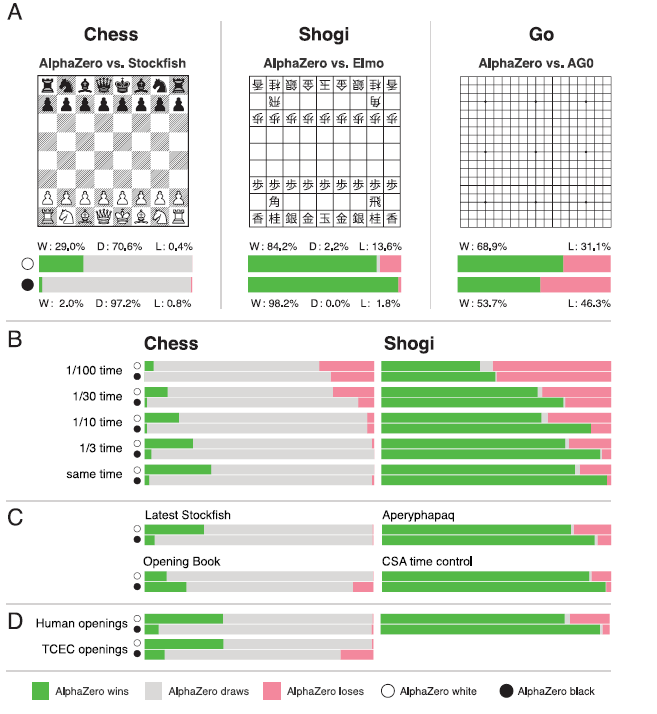 A
Chess
Shogi
Go
AlphaZero vs. Stockfish
AlphaZero vs. Elmo
AlphaZero vs. AG0
香桂銀金玉金銀桂香
飛 角
歩歩歩歩歩歩歩歩歩
歩歩歩歩歩歩歩歩歩
角 飛
香桂銀金玉金銀桂香
W: 29.0% D: 70.6% L: 0.4%
W: 84.2% D: 2.2% L: 13.6%
W: 68.9% L: 31.1%
W: 2.0% D: 97.2% L: 0.8%
W: 98.2% D: 0.0% L: 1.8%
W: 53.7% L: 46.3%
B
Chess
Shogi
1/100 time
1/30 time
1/10 time
1/3 time
same time
C
Latest Stockfish
Aperyphapaq
Opening Book
CSA time control
D
Human openings
TCEC openings
AlphaZero wins
AlphaZero draws
AlphaZero loses
AlphaZero white
AlphaZero black